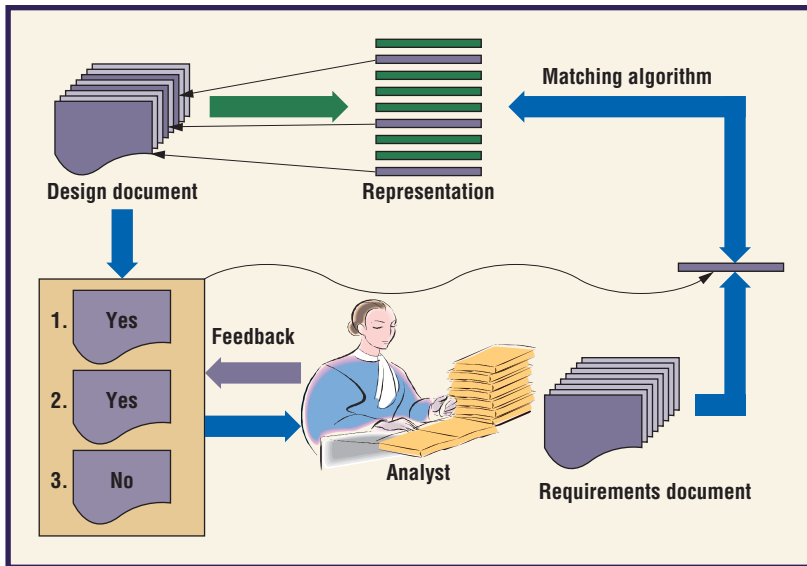 Matching algorithm
Design document
Representation
1. Yes
Feedback
2. Yes
3. No
Analyst
Requirements document